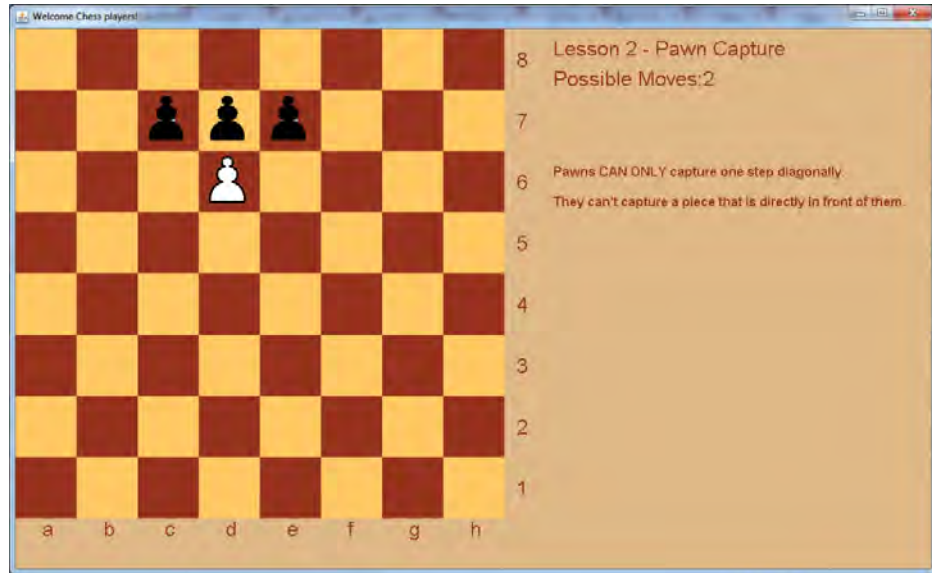 Welcome Chess players!
Lesson 2 - Pawn Capture
Possible Moves:2
Pawns CAN ONLY capture one step diagonally
They can't capture a piece that is directly in front of them.
8
7
6
5
4
3
2
1
a b c d e f g h